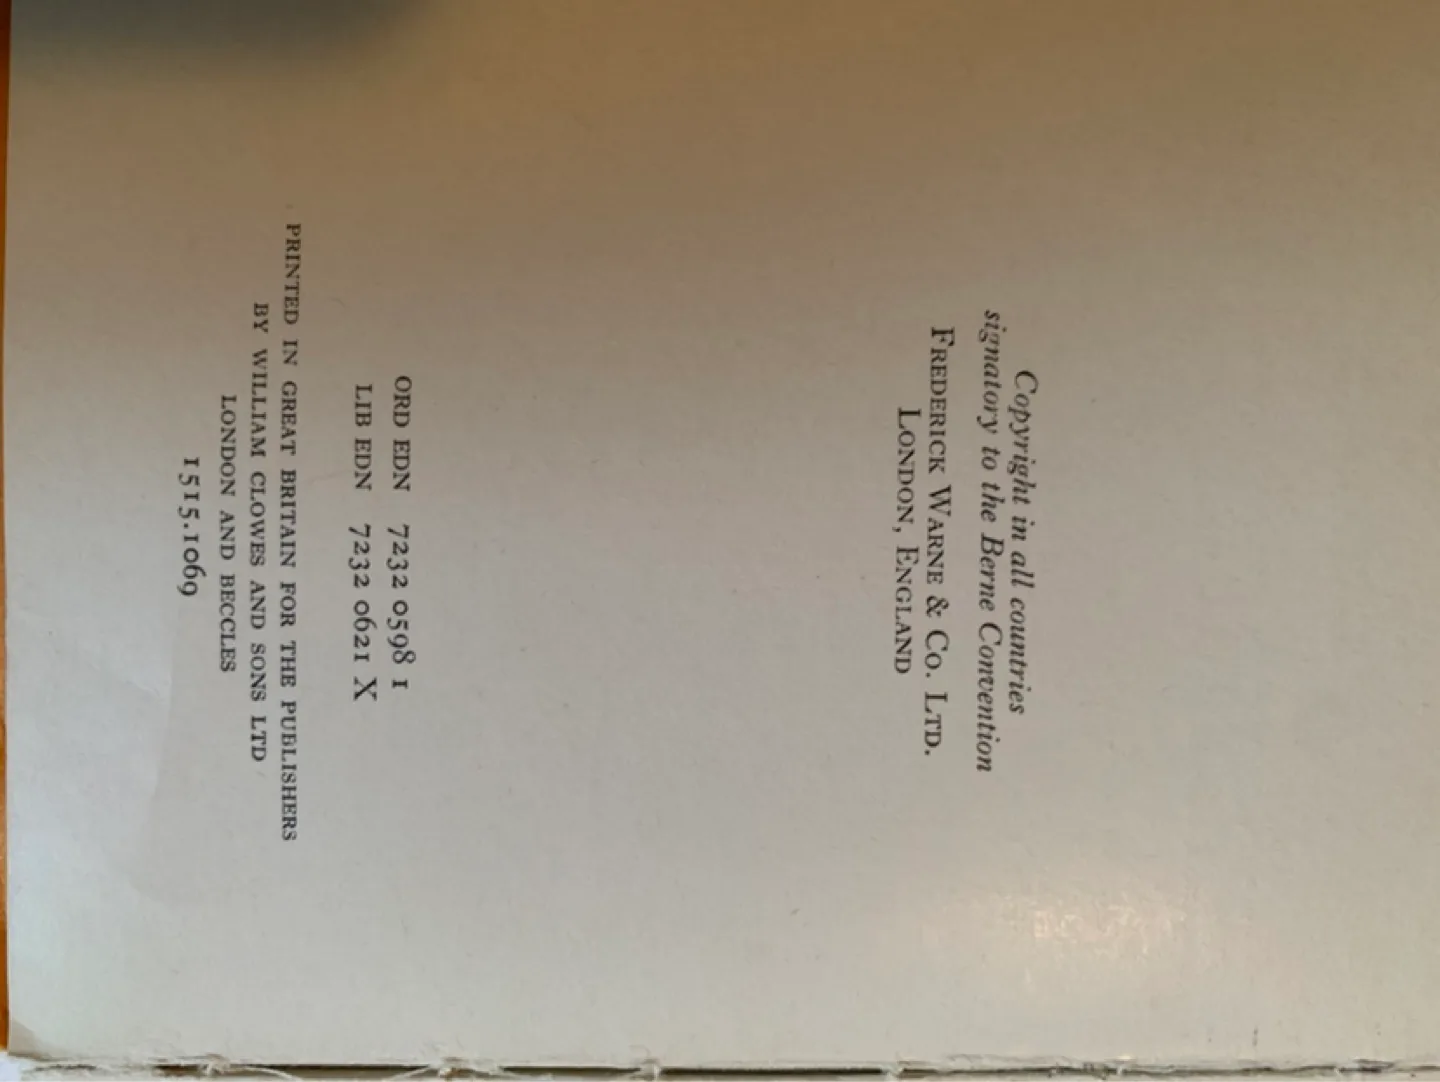 Copyright in all countries
signatory to the Berne Convention
FREDERICK WARNE & CO. LTD.
LONDON, ENGLAND
ORD EDN 7232 0598 1
LIB EDN 7232 0621 X
PRINTED IN GREAT BRITAIN FOR THE PUBLISHERS
BY WILLIAM CLOWES AND SONS LTD
LONDON AND BECCLES
1515.1069